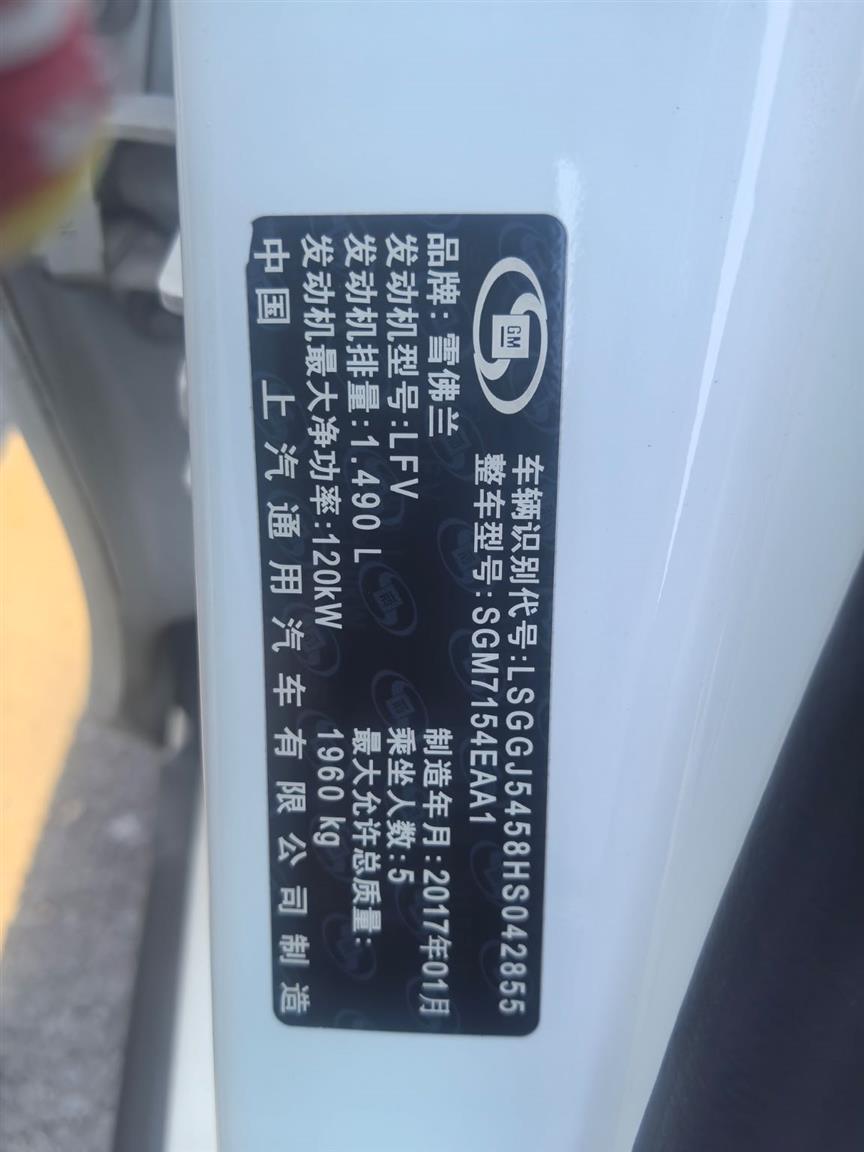 GM
车辆识别代号:LSGGJ5458HS042855
整车型号:SGM7154EAA1
品牌:雪佛兰 制造年月:2017年01月
发动机型号:LFV 乘坐人数:5
发动机排量:1.490L 最大允许总质量:
发动机最大净功率:120kW 1960 kg
中国 上汽通用汽车有限公司制造